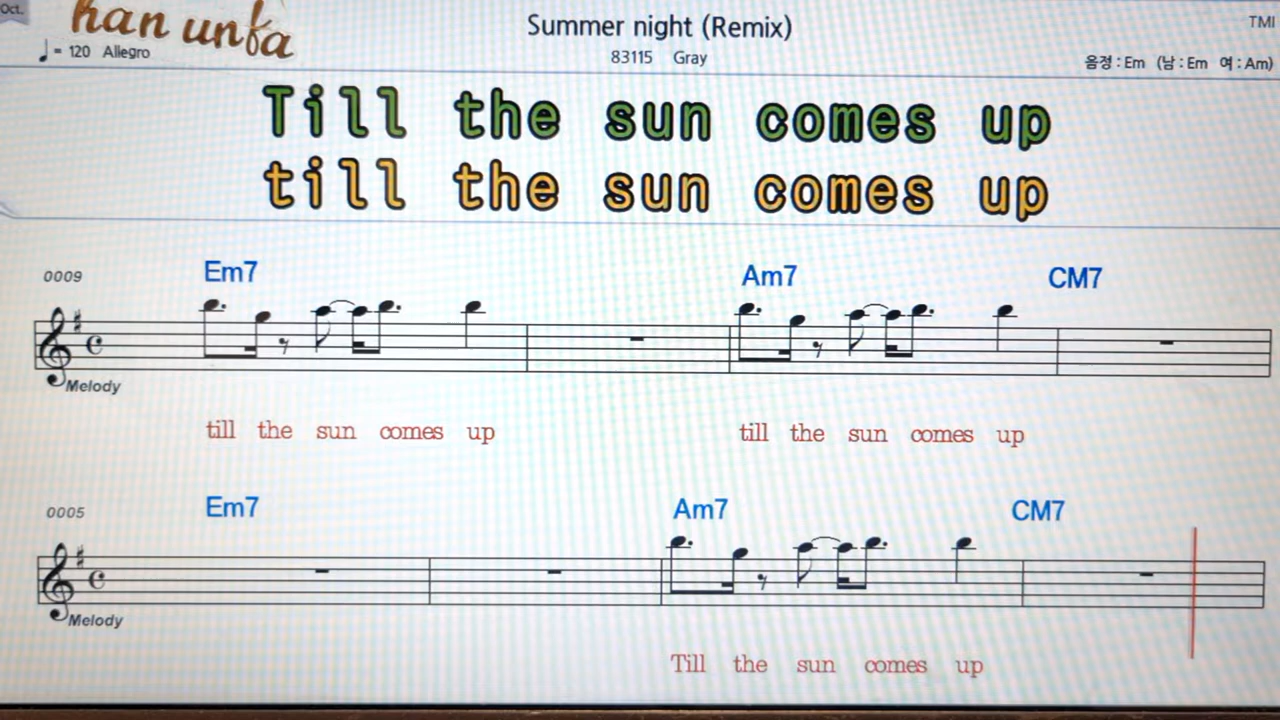 Oct.
han unfa
Summer night (Remix)
TMI
♩= 120 Allegro
83115 Gray
음정 : Em (남 : Em 여 : Am)
Till the sun comes up
till the sun comes up
0009
Em7 Am7 CM7
Melody
till the sun comes up till the sun comes up
0005
Em7 Am7 CM7
Melody
Till the sun comes up